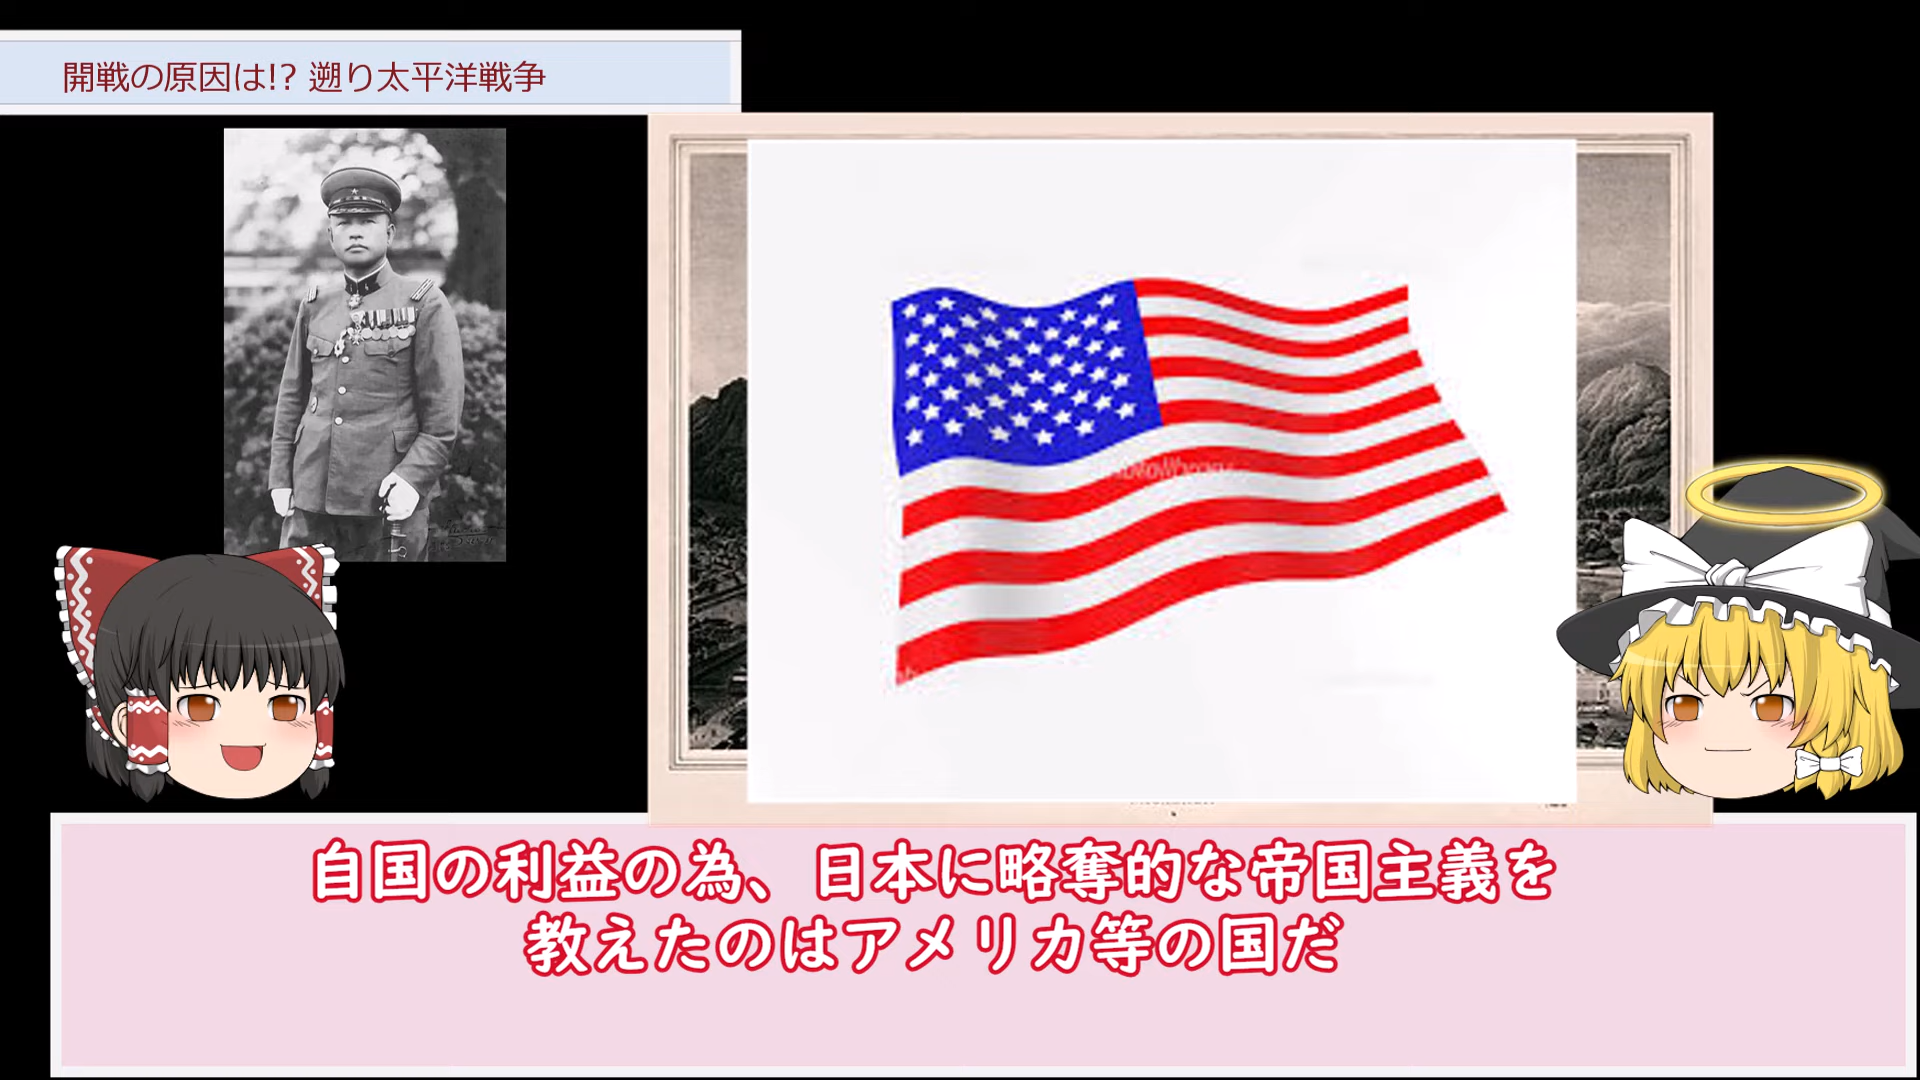 開戦の原因は!? 遡り太平洋戦争
自国の利益の為、日本に略奪的な帝国主義を
教えたのはアメリカ等の国だ